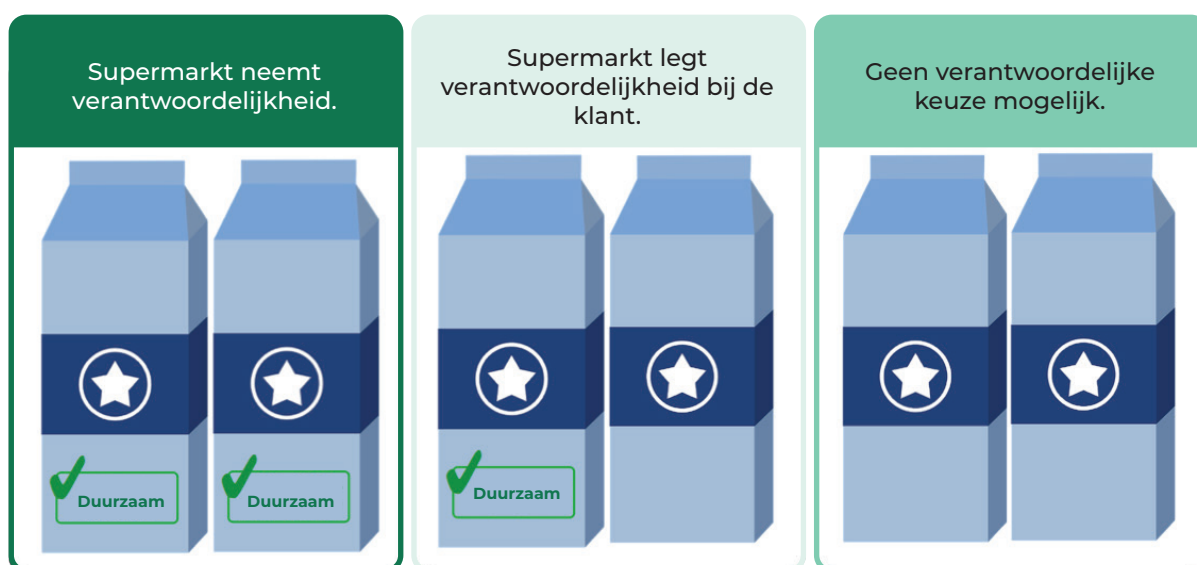 Supermarkt neemt
verantwoordelijkheid.
Supermarkt legt
verantwoordelijkheid bij de
klant.
Geen verantwoordelijke
keuze mogelijk.
Duurzaam
Duurzaam
Duurzaam